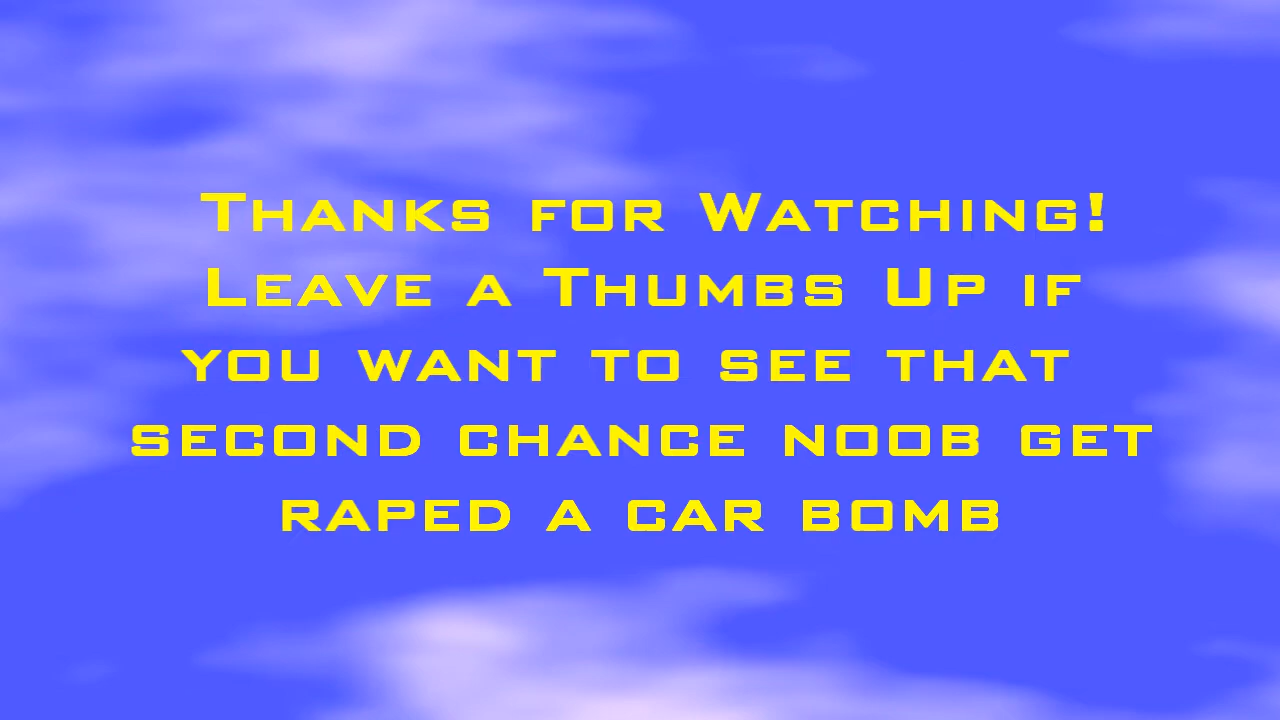 Thanks for Watching!
Leave a Thumbs Up if
you want to see that
second chance noob get
raped a car bomb